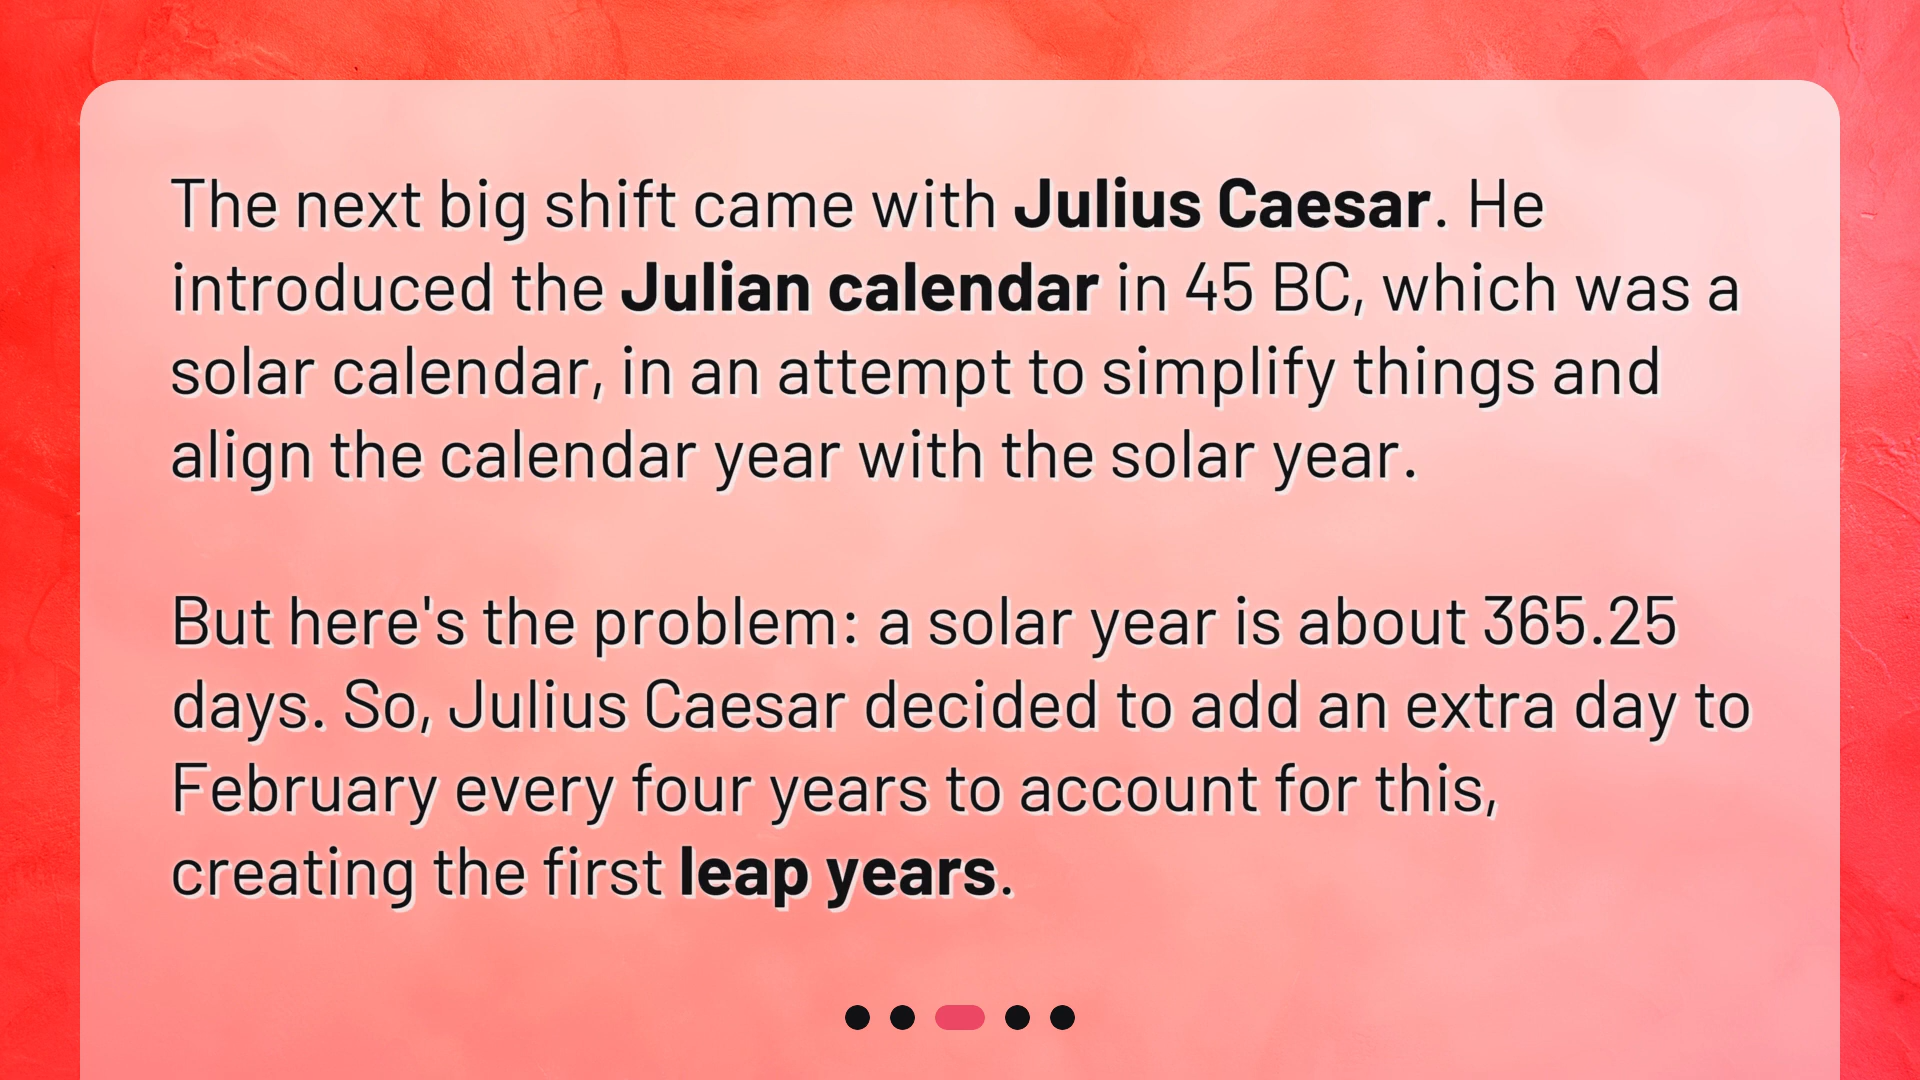 The next big shift came with Julius Caesar. He
introduced the Julian calendar in 45 BC, which was a
solar calendar, in an attempt to simplify things and
align the calendar year with the solar year.
But here's the problem: a solar year is about 365.25
days. So, Julius Caesar decided to add an extra day to
February every four years to account for this,
creating the first leap years.